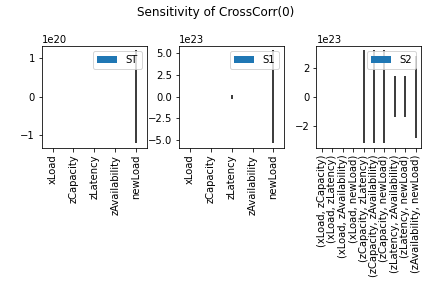 Sensitivity of CrossCorr(0)
1e20
ST
1
0
−1
xLoad
zCapacity
zLatency
zAvailability
newLoad
1e23
S1
5.0
2.5
0.0
−2.5
−5.0
xLoad
zCapacity
zLatency
zAvailability
newLoad
1e23
S2
2
0
−2
(xLoad, zCapacity)
(xLoad, zLatency)
(xLoad, zAvailability)
(xLoad, newLoad)
(zCapacity, zLatency)
(zCapacity, zAvailability)
(zCapacity, newLoad)
(zLatency, zAvailability)
(zLatency, newLoad)
(zAvailability, newLoad)